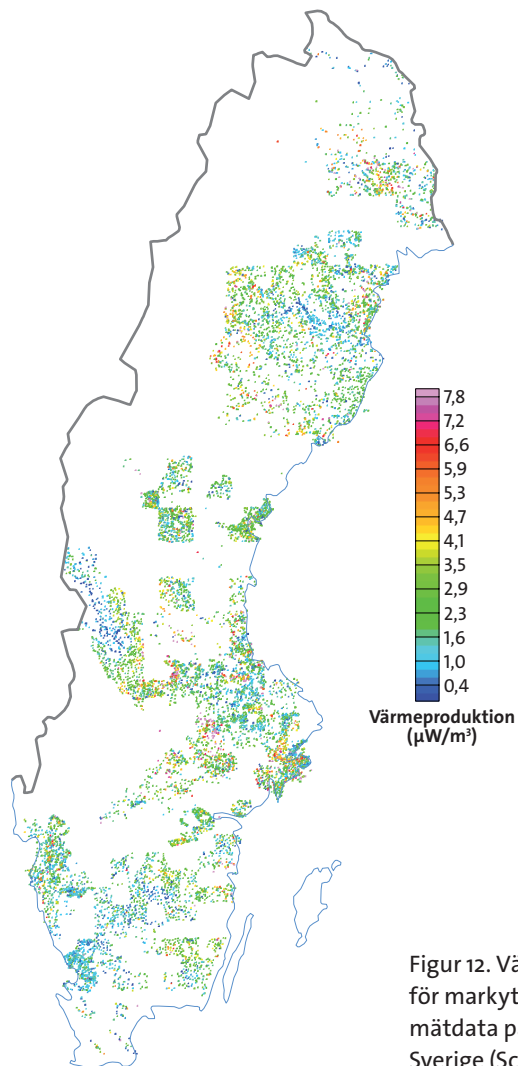 7,8
7,2
6,6
5,9
5,3
4,7
4,1
3,5
2,9
2,3
1,6
1,0
0,4
Värmeproduktion
(µW/m³)
Figur 12. Vä
för markyt
mätdata p
Sverige (Sc